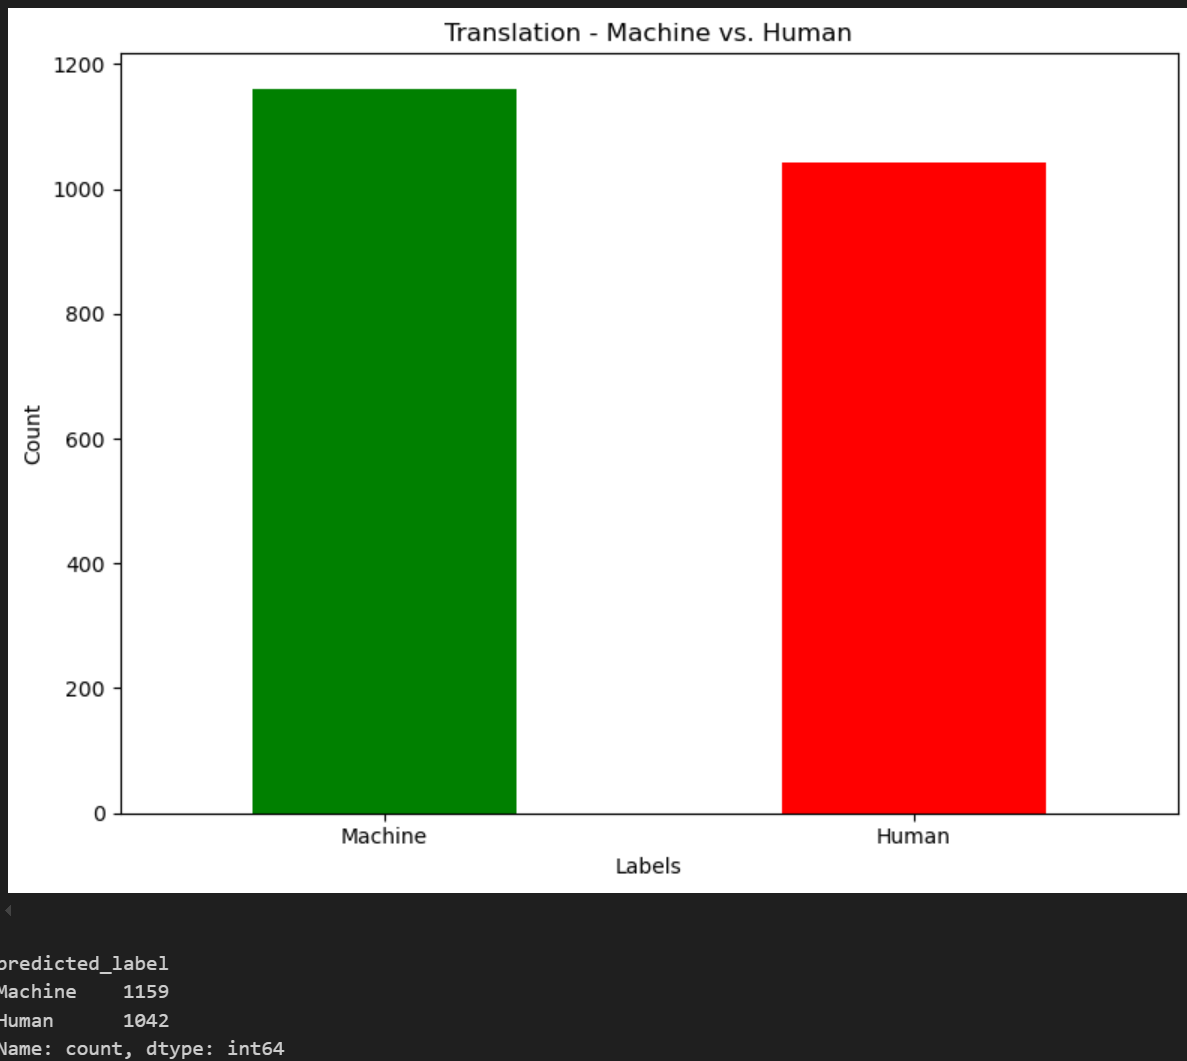 Translation - Machine vs. Human
1200
1000
800
600
400
200
0
Count
Machine Human
Labels
predicted_label
Machine 1159
Human 1042
Name: count, dtype: int64